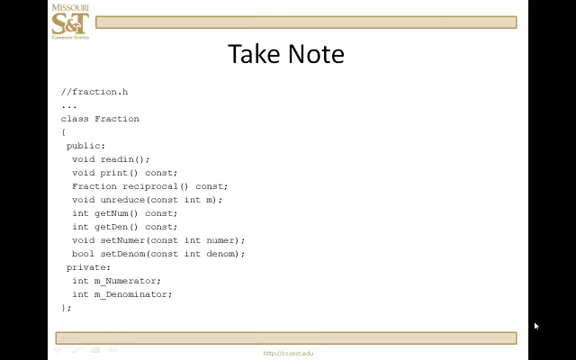 MISSOURI
S&T
Computer Science
Take Note
//fraction.h
...
class Fraction
{
public:
void readin();
void print() const;
Fraction reciprocal() const;
void unreduce(const int m);
int getNum() const;
int getDen() const;
void setNumer(const int numer);
bool setDenom(const int denom);
private:
int m_Numerator;
int m_Denominator;
};
http://cs.mst.edu